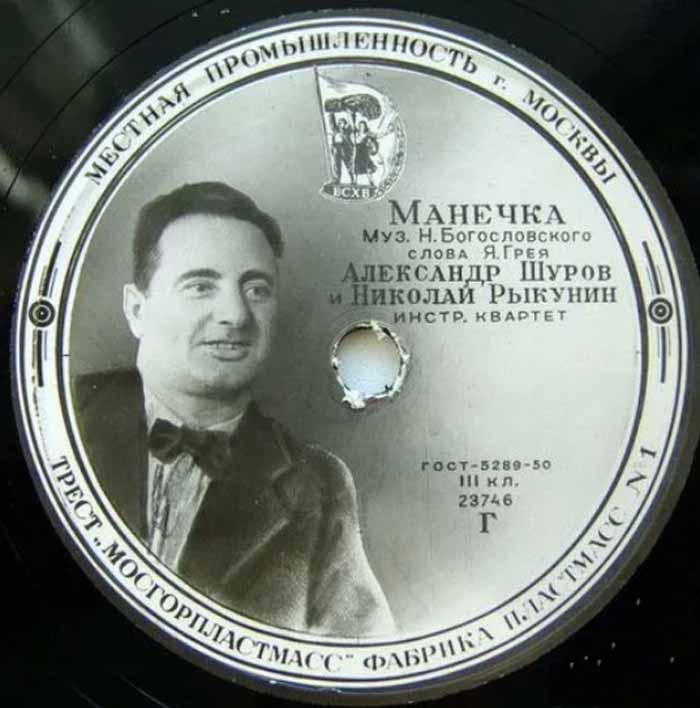 МЕСТНАЯ ПРОМЫШЛЕННОСТЬ г. МОСКВЫ
ВСХВ
МАНЕЧКА
МУЗ. Н. БОГОСЛОВСКОГО
СЛОВА Я. ГРЕЯ
АЛЕКСАНДР ШУРОВ
и НИКОЛАЙ РЫКУНИН
ИНСТР. КВАРТЕТ
ГОСТ-5289-50
III КЛ.
23746
Г
ТРЕСТ „МОСГОРПЛАСТМАСС" ФАБРИКА ПЛАСТМАСС №1